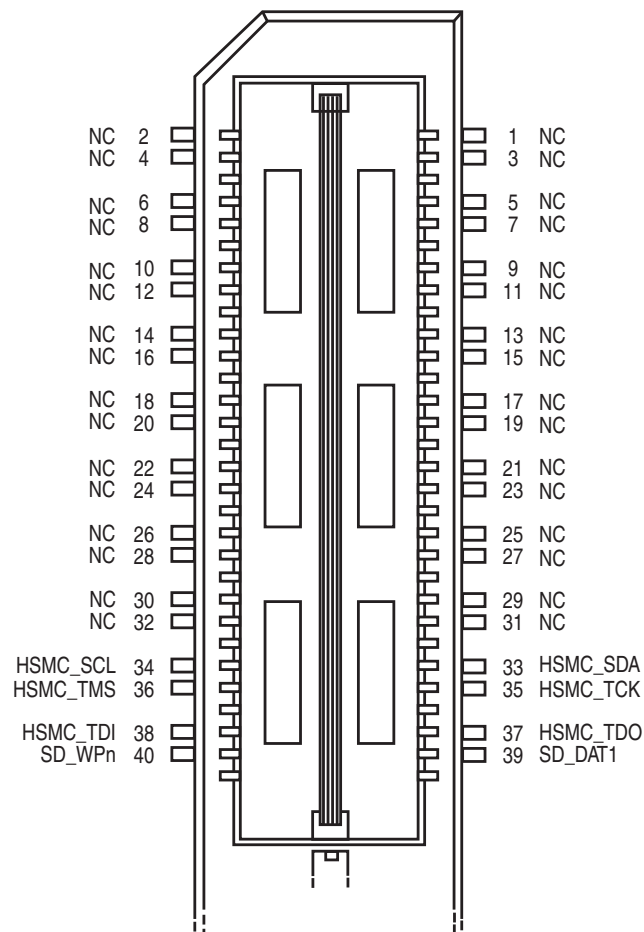 NC 2 1 NC
NC 4 3 NC
NC 6 5 NC
NC 8 7 NC
NC 10 9 NC
NC 12 11 NC
NC 14 13 NC
NC 16 15 NC
NC 18 17 NC
NC 20 19 NC
NC 22 21 NC
NC 24 23 NC
NC 26 25 NC
NC 28 27 NC
NC 30 29 NC
NC 32 31 NC
HSMC_SCL 34 33 HSMC_SDA
HSMC_TMS 36 35 HSMC_TCK
HSMC_TDI 38 37 HSMC_TDO
SD_WPn 40 39 SD_DAT1